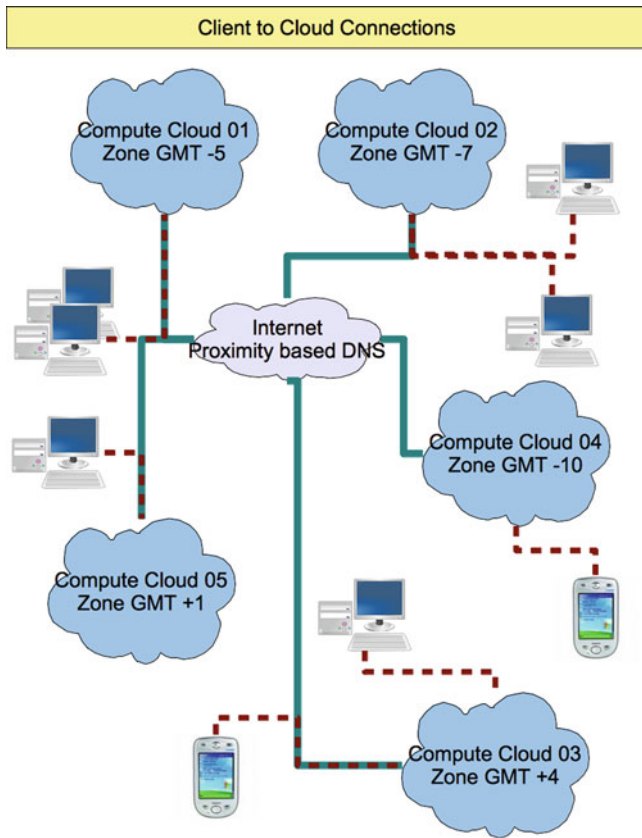 Client to Cloud Connections
Compute Cloud 01
Zone GMT -5
Compute Cloud 02
Zone GMT -7
Internet
Proximity based DNS
Compute Cloud 04
Zone GMT -10
Compute Cloud 05
Zone GMT +1
Compute Cloud 03
Zone GMT +4